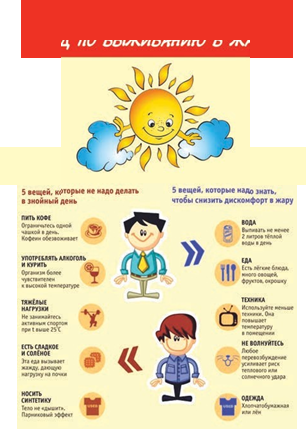 5 вещей, которые не надо делать
в знойный день
ПИТЬ КОФЕ
Ограничьтесь одной
чашкой в день.
Кофеин обезвоживает
УПОТРЕБЛЯТЬ АЛКОГОЛЬ
И КУРИТЬ
Организм более
чувствителен
к высокой температуре
ТЯЖЁЛЫЕ
НАГРУЗКИ
Не занимайтесь
активным спортом
при t выше 25°C
ЕСТЬ СЛАДКОЕ
И СОЛЁНОЕ
Эта еда вызывает
жажду, дающую
нагрузку на почки
НОСИТЬ
СИНТЕТИКУ
Тело не «дышит».
Парниковый эффект
5 вещей, которые надо знать,
чтобы снизить дискомфорт в жару
ВОДА
Выпивать не менее
2 литров тёплой
воды в день
ЕДА
Есть лёгкие блюда,
много овощей,
фруктов, окрошку
ТЕХНИКА
Используйте меньше
техники. Она
повышает
температуру
в помещении
НЕ ВОЛНУЙТЕСЬ
Любое
перевозбуждение
усиливает риск
теплового или
солнечного удара
ОДЕЖДА
Хлопчатобумажная
или лён